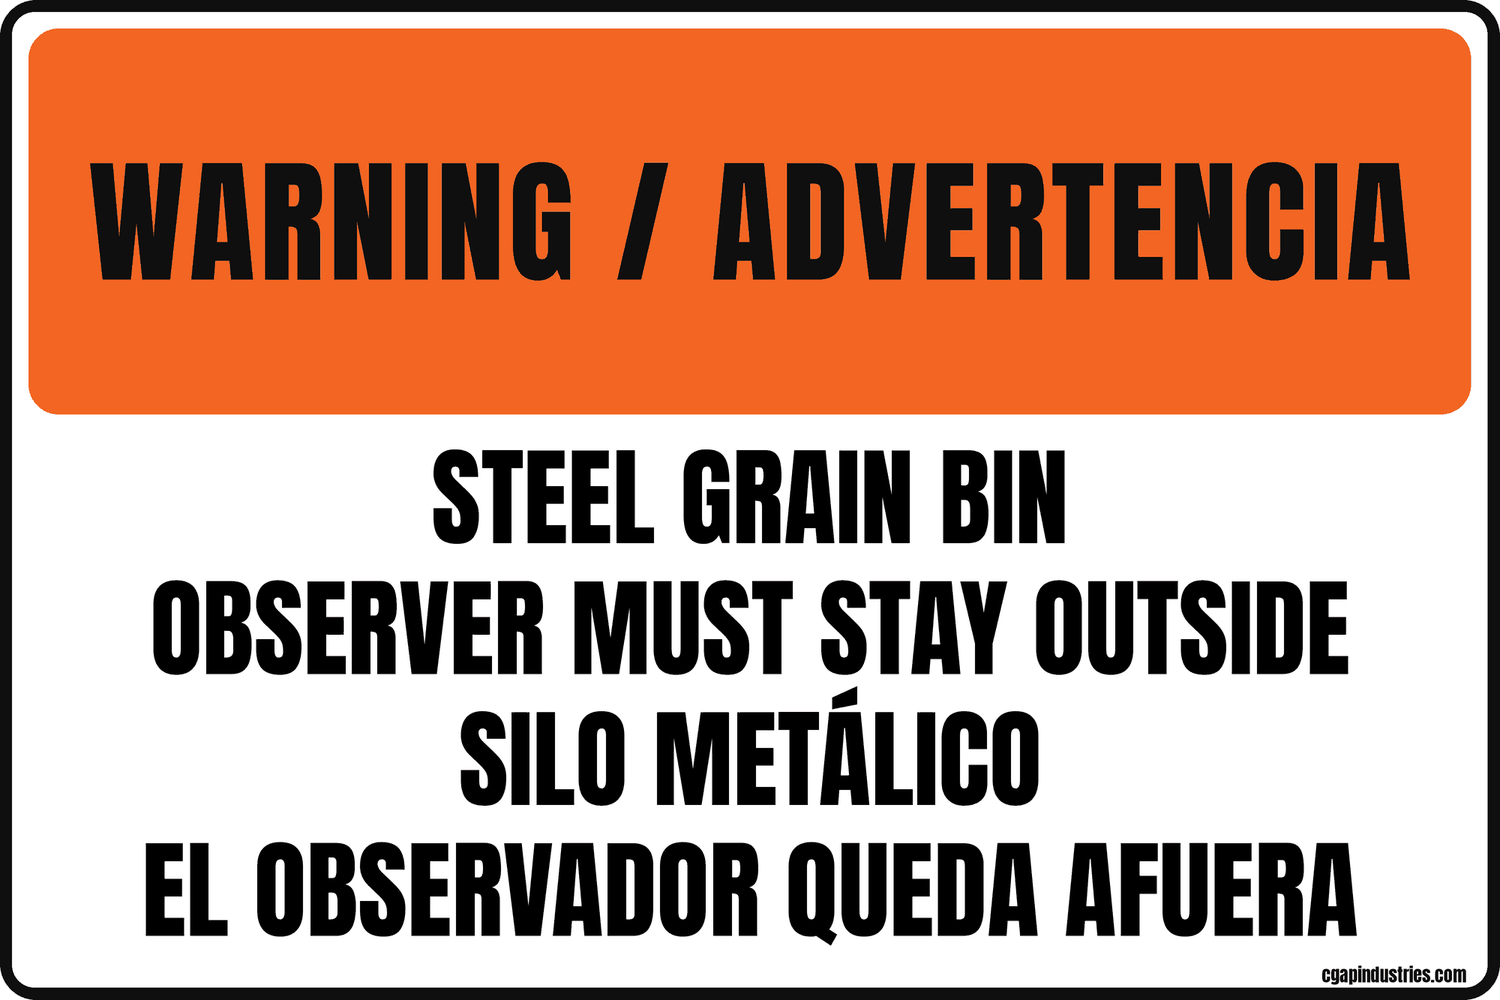 WARNING / ADVERTENCIA
STEEL GRAIN BIN
OBSERVER MUST STAY OUTSIDE
SILO METÁLICO
EL OBSERVADOR QUEDA AFUERA
cgapindustries.com